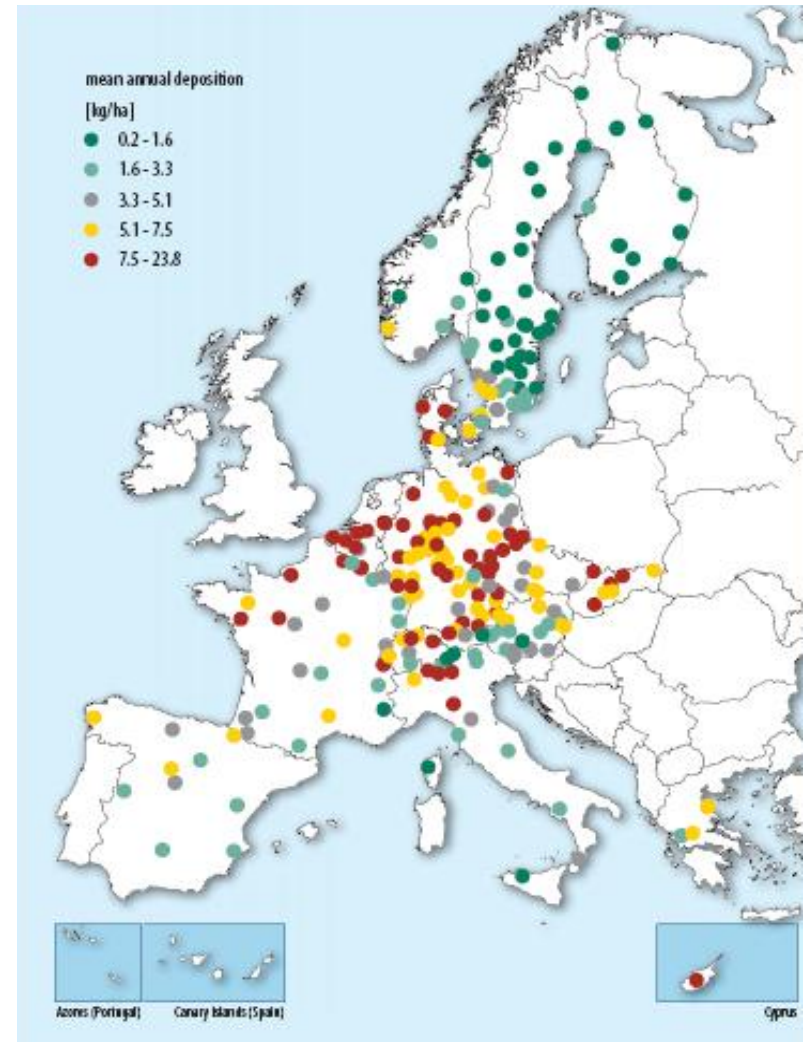 mean annual deposition
[kg/ha]
0.2 - 1.6
1.6 - 3.3
3.3 - 5.1
5.1 - 7.5
7.5 - 23.8
Azores (Portugal)
Canary Islands (Spain)
Cyprus